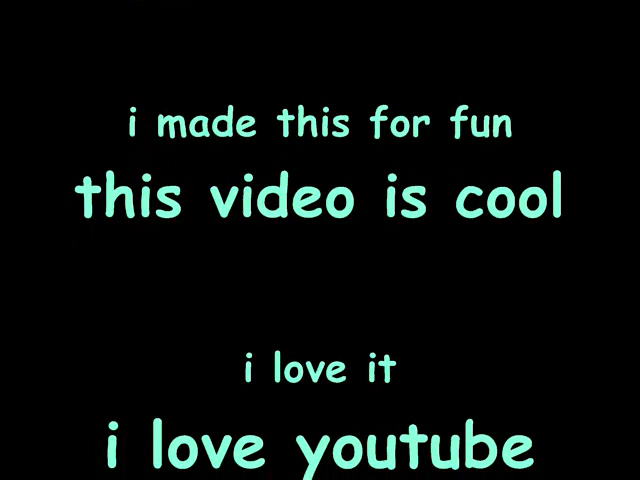 i made this for fun
this video is cool
i love it
i love youtube